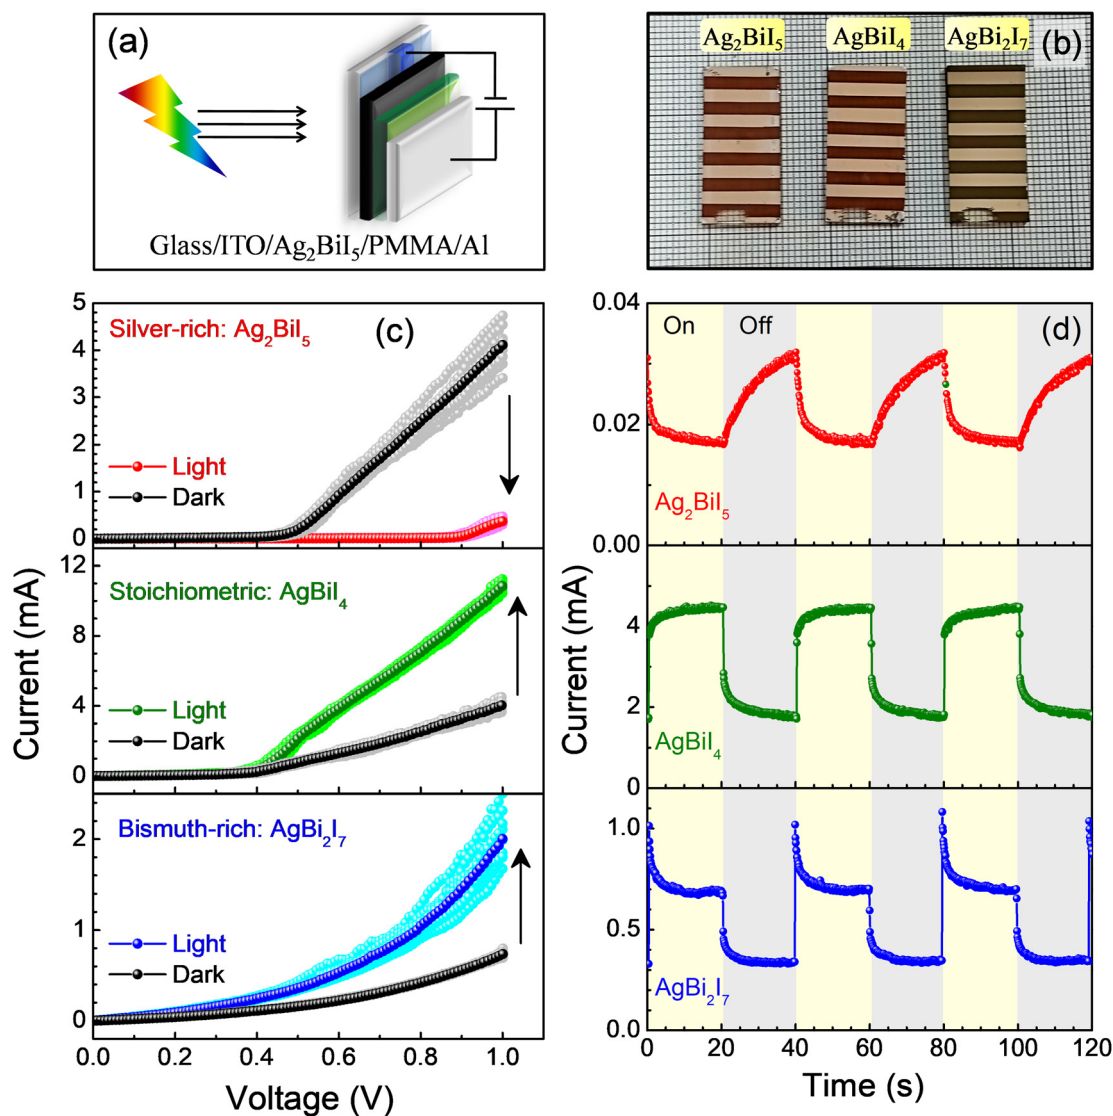 (a)
Glass/ITO/Ag₂BiI₅/PMMA/Al
Ag₂BiI₅ AgBiI₄ AgBi₂I₇
(b)
(c)
Silver-rich: Ag₂BiI₅
Light
Dark
5
4
3
2
1
0
Stoichiometric: AgBiI₄
Light
Dark
12
8
4
0
Bismuth-rich: AgBi₂I₇
Light
Dark
2
1
0
0.0 0.2 0.4 0.6 0.8 1.0
Current (mA)
Voltage (V)
On Off
(d)
0.04
0.02
0.00
Ag₂BiI₅
4
2
0
AgBiI₄
1.0
0.5
0.0
AgBi₂I₇
0 20 40 60 80 100 120
Current (mA)
Time (s)